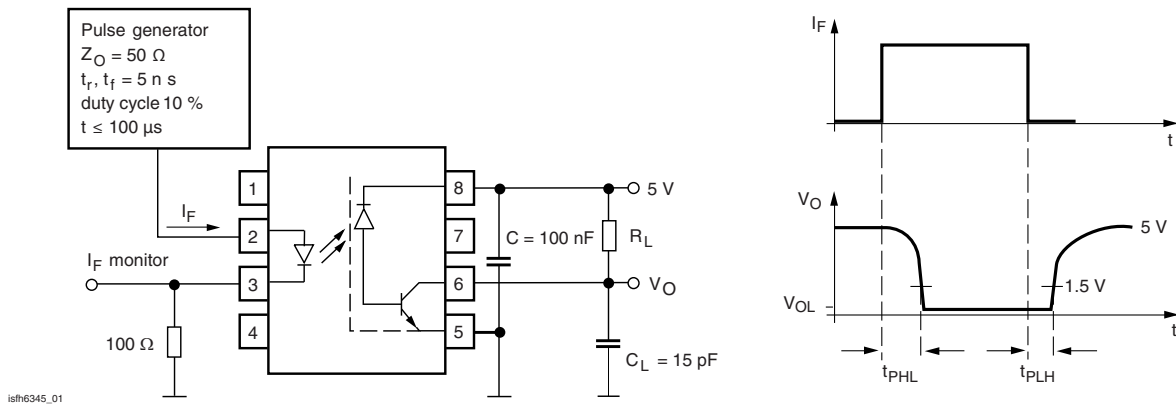 Pulse generator
Z_O = 50 Ω
t_r, t_f = 5 n s
duty cycle 10 %
t ≤ 100 µs
I_F
I_F monitor
100 Ω
1
2
3
4
8
7
6
5
C = 100 nF
R_L
5 V
V_O
C_L = 15 pF
isfh6345_01
I_F
t
V_O
5 V
1.5 V
V_OL
t
t_PHL
t_PLH